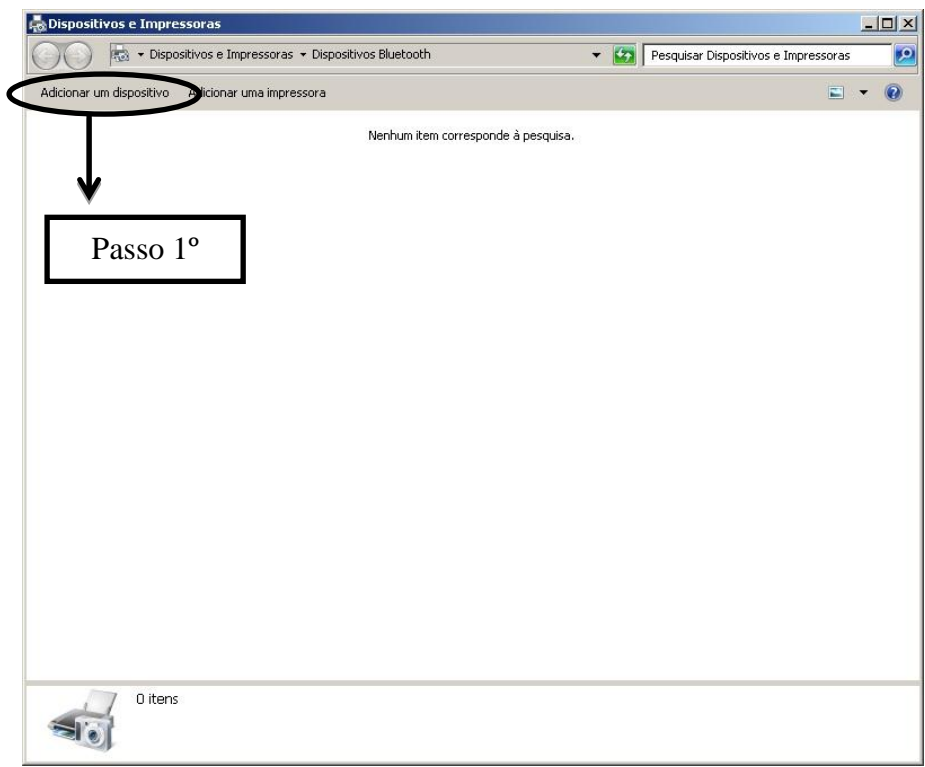 Dispositivos e Impressoras
Dispositivos e Impressoras Dispositivos Bluetooth Pesquisar Dispositivos e Impressoras
Adicionar um dispositivo Adicionar uma impressora
Nenhum item corresponde à pesquisa.
Passo 1º
0 itens